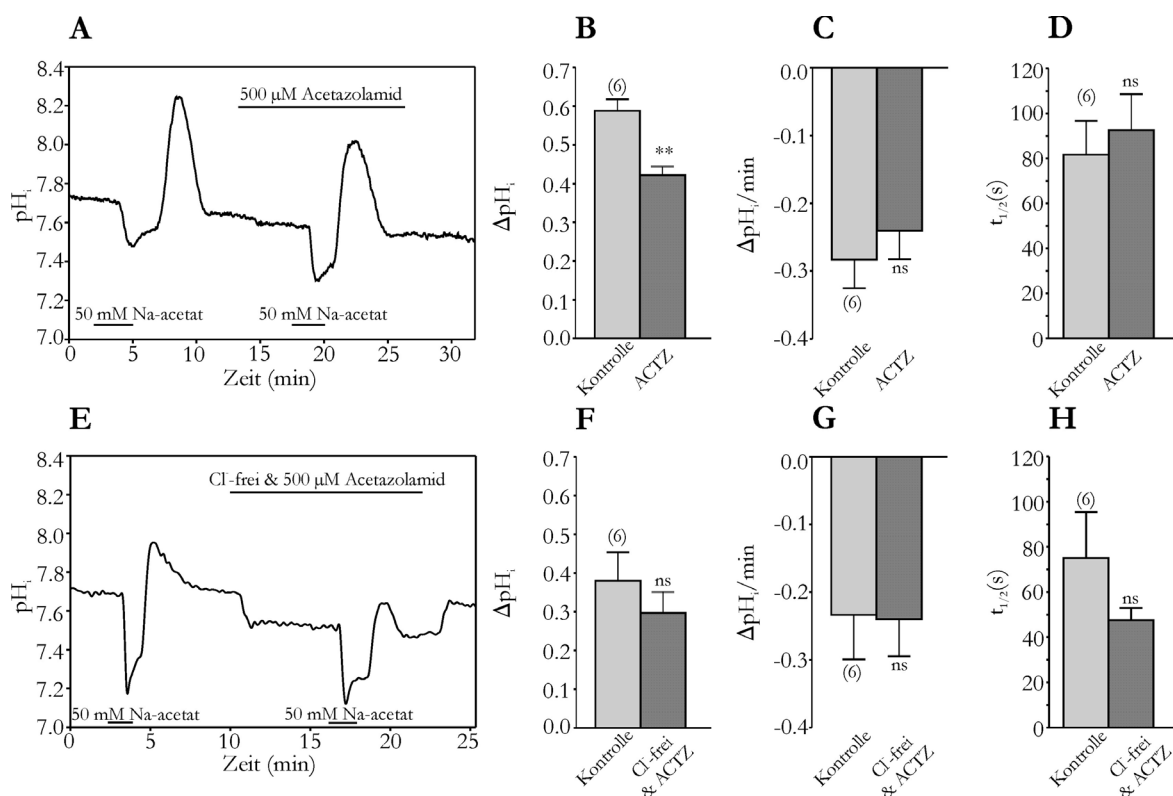 A
B
C
D
8.4
8.2
8.0
7.8
7.6
7.4
7.2
7.0
pHᵢ
500 µM Acetazolamid
50 mM Na-acetat
50 mM Na-acetat
0
5
10
15
20
25
30
Zeit (min)
0.7
0.6
0.5
0.4
0.3
0.2
0.1
0.0
ΔpHᵢ
(6)
**
Kontrolle
ACTZ
0.0
-0.1
-0.2
-0.3
-0.4
ΔpHᵢ/min
(6)
ns
Kontrolle
ACTZ
120
100
80
60
40
20
0
t1/2(s)
(6)
ns
Kontrolle
ACTZ
E
F
G
H
8.4
8.2
8.0
7.8
7.6
7.4
7.2
7.0
pHᵢ
Cl⁻-frei & 500 µM Acetazolamid
50 mM Na-acetat
50 mM Na-acetat
0
5
10
15
20
25
Zeit (min)
0.7
0.6
0.5
0.4
0.3
0.2
0.1
0.0
ΔpHᵢ
(6)
ns
Kontrolle
Cl⁻-frei
& ACTZ
0.0
-0.1
-0.2
-0.3
-0.4
ΔpHᵢ/min
(6)
ns
Kontrolle
Cl⁻-frei
& ACTZ
120
100
80
60
40
20
0
t1/2(s)
(6)
ns
Kontrolle
Cl⁻-frei
& ACTZ